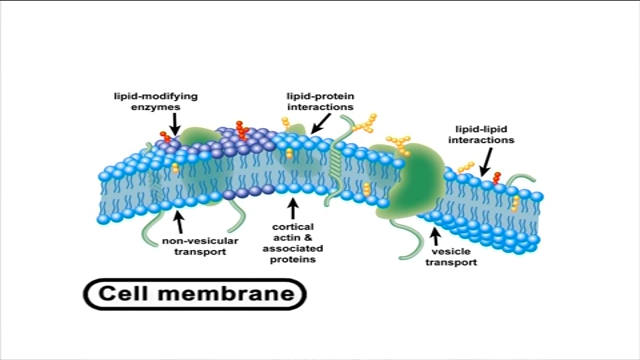 lipid-modifying
enzymes
lipid-protein
interactions
lipid-lipid
interactions
non-vesicular
transport
cortical
actin &
associated
proteins
vesicle
transport
Cell membrane